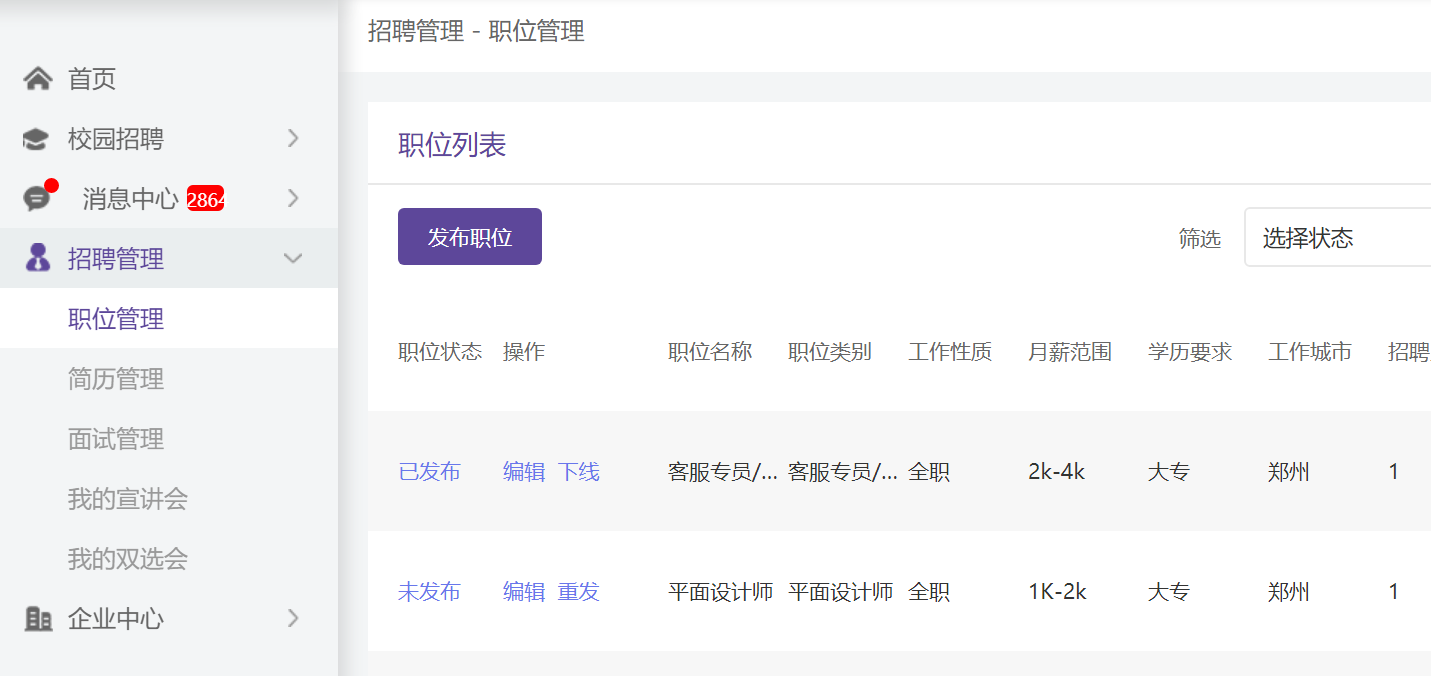 招聘管理 - 职位管理
首页
校园招聘
消息中心 2864
招聘管理
职位管理
简历管理
面试管理
我的宣讲会
我的双选会
企业中心
职位列表
发布职位 筛选 选择状态
职位状态 操作 职位名称 职位类别 工作性质 月薪范围 学历要求 工作城市 招聘
已发布 编辑 下线 客服专员/... 客服专员/... 全职 2k-4k 大专 郑州 1
未发布 编辑 重发 平面设计师 平面设计师 全职 1K-2k 大专 郑州 1